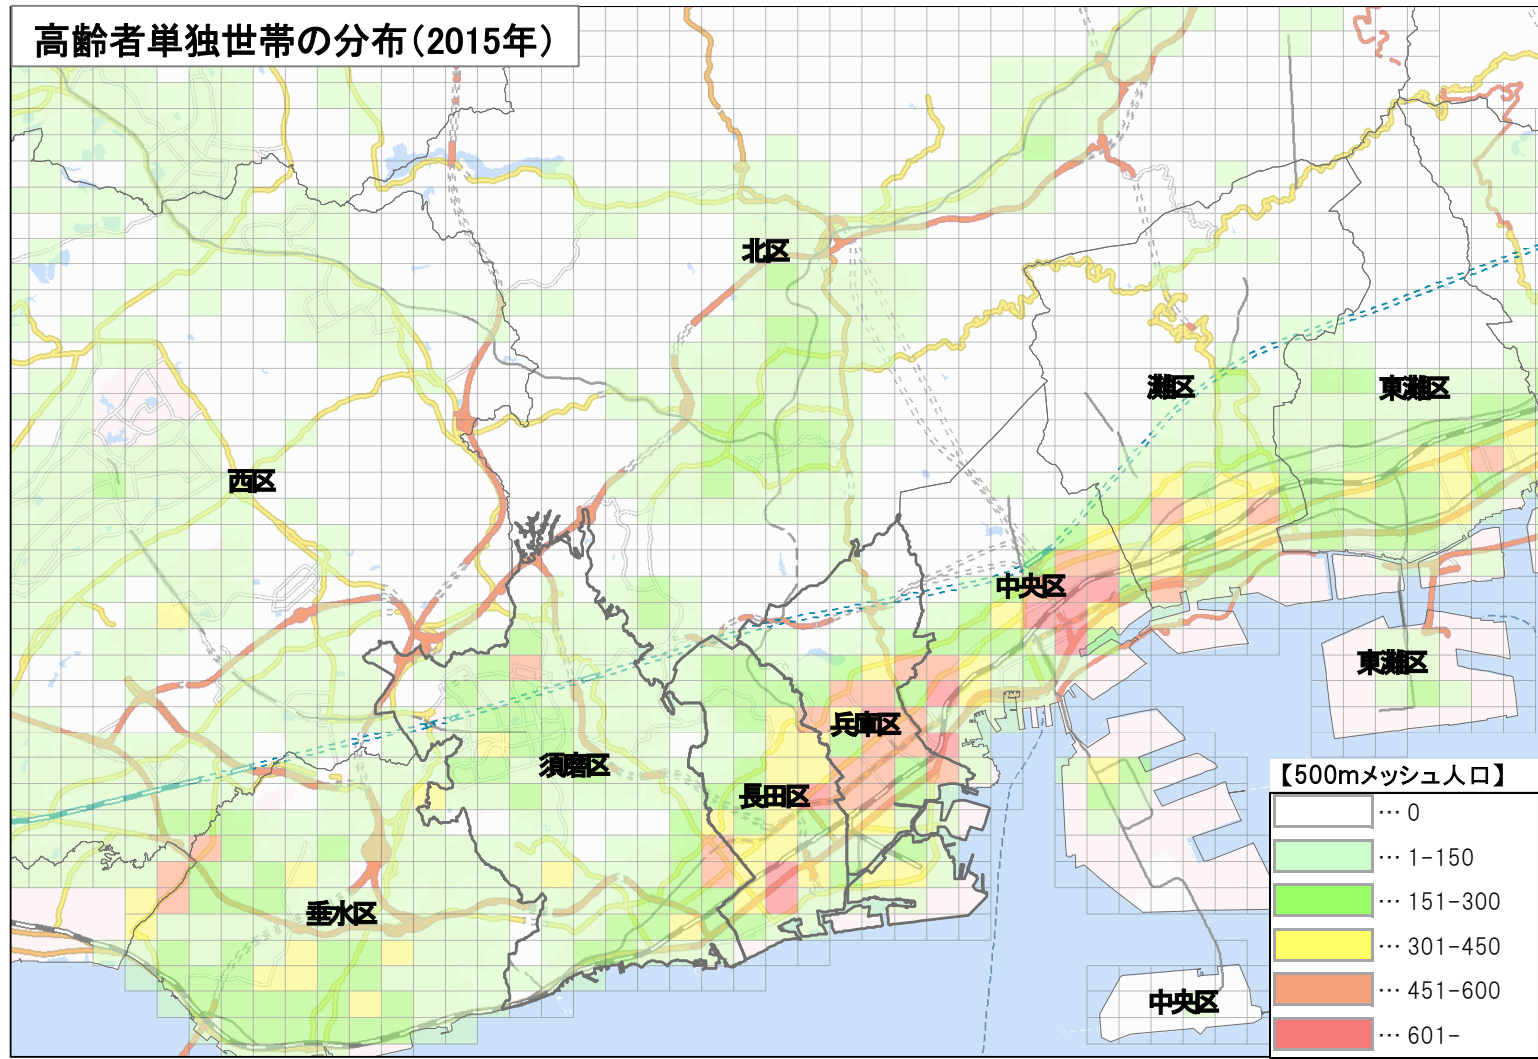 高齢者単独世帯の分布(2015年)
北区
灘区
東灘区
西区
中央区
東灘区
兵庫区
須磨区
長田区
垂水区
中央区
【500mメッシュ人口】
… 0
… 1-150
… 151-300
… 301-450
… 451-600
… 601-